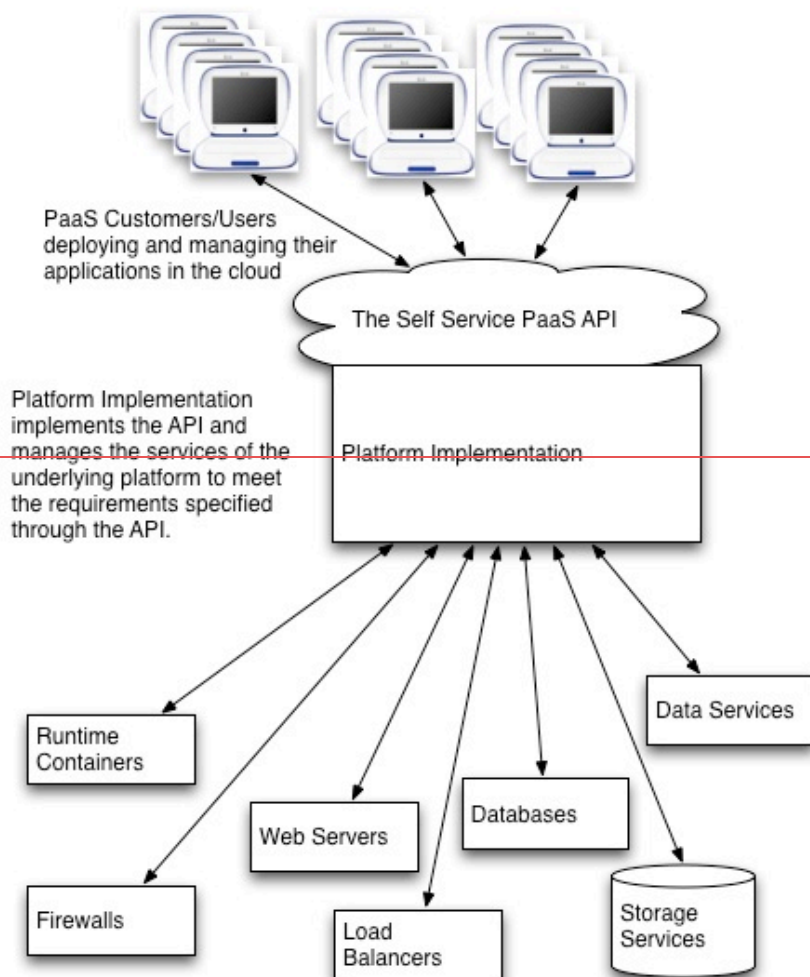 PaaS Customers/Users
deploying and managing their
applications in the cloud
The Self Service PaaS API
Platform Implementation
implements the API and
manages the services of the
underlying platform to meet
the requirements specified
through the API.
Platform Implementation
Runtime
Containers
Firewalls
Web Servers
Load
Balancers
Databases
Storage
Services
Data Services